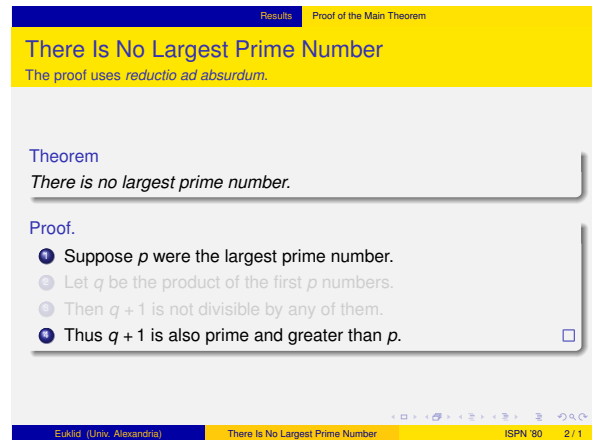 Results Proof of the Main Theorem
There Is No Largest Prime Number
The proof uses reductio ad absurdum.
Theorem
There is no largest prime number.
Proof.
1 Suppose p were the largest prime number.
2 Let q be the product of the first p numbers.
3 Then q + 1 is not divisible by any of them.
4 Thus q + 1 is also prime and greater than p. □
Euklid (Univ. Alexandria) There Is No Largest Prime Number ISPN '80 2 / 1